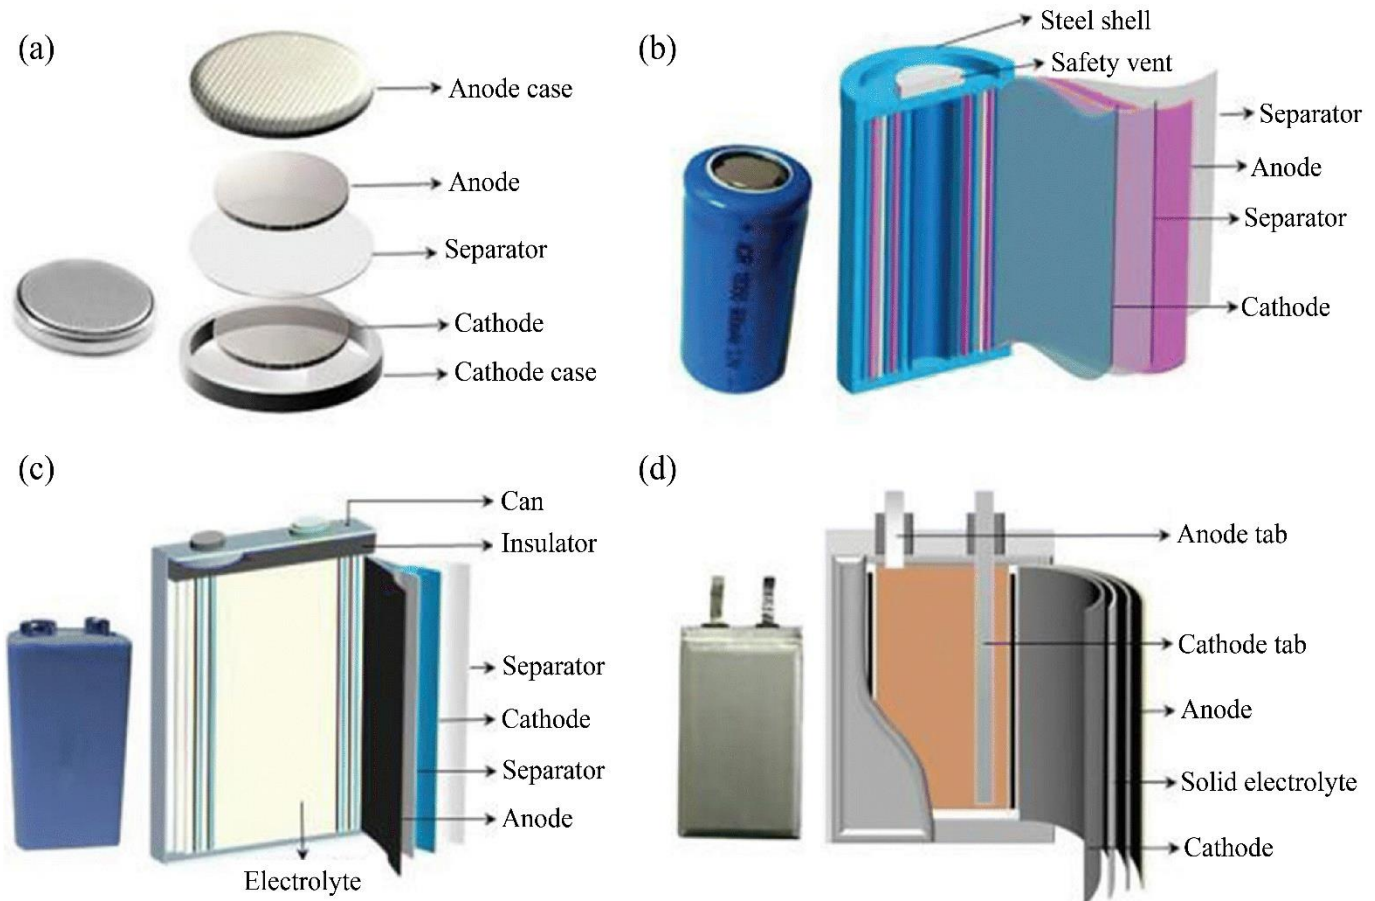 (a)
Anode case
Anode
Separator
Cathode
Cathode case
(b)
Steel shell
Safety vent
Separator
Anode
Separator
Cathode
(c)
Can
Insulator
Separator
Cathode
Separator
Anode
Electrolyte
(d)
Anode tab
Cathode tab
Anode
Solid electrolyte
Cathode